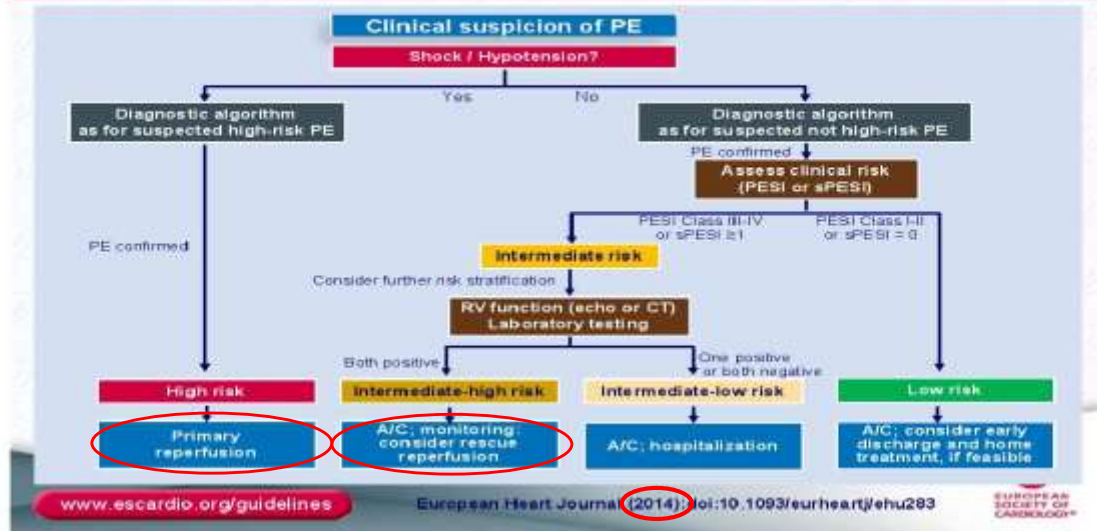 Clinical suspicion of PE
Shock / Hypotension?
Yes
No
Diagnostic algorithm
as for suspected high-risk PE
Diagnostic algorithm
as for suspected not high-risk PE
PE confirmed
Assess clinical risk
(PESI or sPESI)
PE confirmed
PESI Class III-IV
or sPESI ≥1
PESI Class I-II
or sPESI = 0
Intermediate risk
Consider further risk stratification
RV function (echo or CT)
Laboratory testing
Both positive
One positive
or both negative
High risk
Intermediate-high risk
Intermediate-low risk
Low risk
Primary
reperfusion
A/C; monitoring;
consider rescue
reperfusion
A/C; hospitalization
A/C; consider early
discharge and home
treatment, if feasible
www.escardio.org/guidelines
European Heart Journal (2014):doi:10.1093/eurheartj/ehu283
EUROPEAN
SOCIETY OF
CARDIOLOGY®